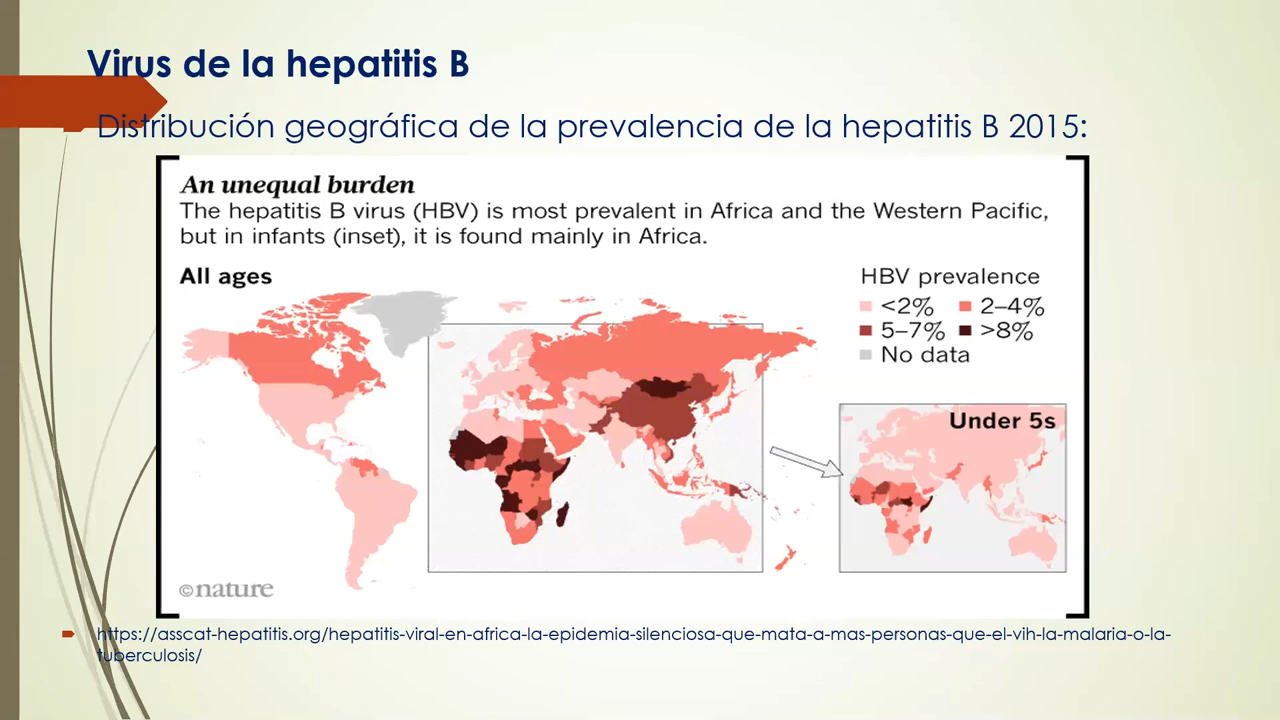 Virus de la hepatitis B
Distribución geográfica de la prevalencia de la hepatitis B 2015:
An unequal burden
The hepatitis B virus (HBV) is most prevalent in Africa and the Western Pacific,
but in infants (inset), it is found mainly in Africa.
All ages
HBV prevalence
<2% 2–4%
5–7% >8%
No data
Under 5s
©nature
https://asscat-hepatitis.org/hepatitis-viral-en-africa-la-epidemia-silenciosa-que-mata-a-mas-personas-que-el-vih-la-malaria-o-la-
tuberculosis/